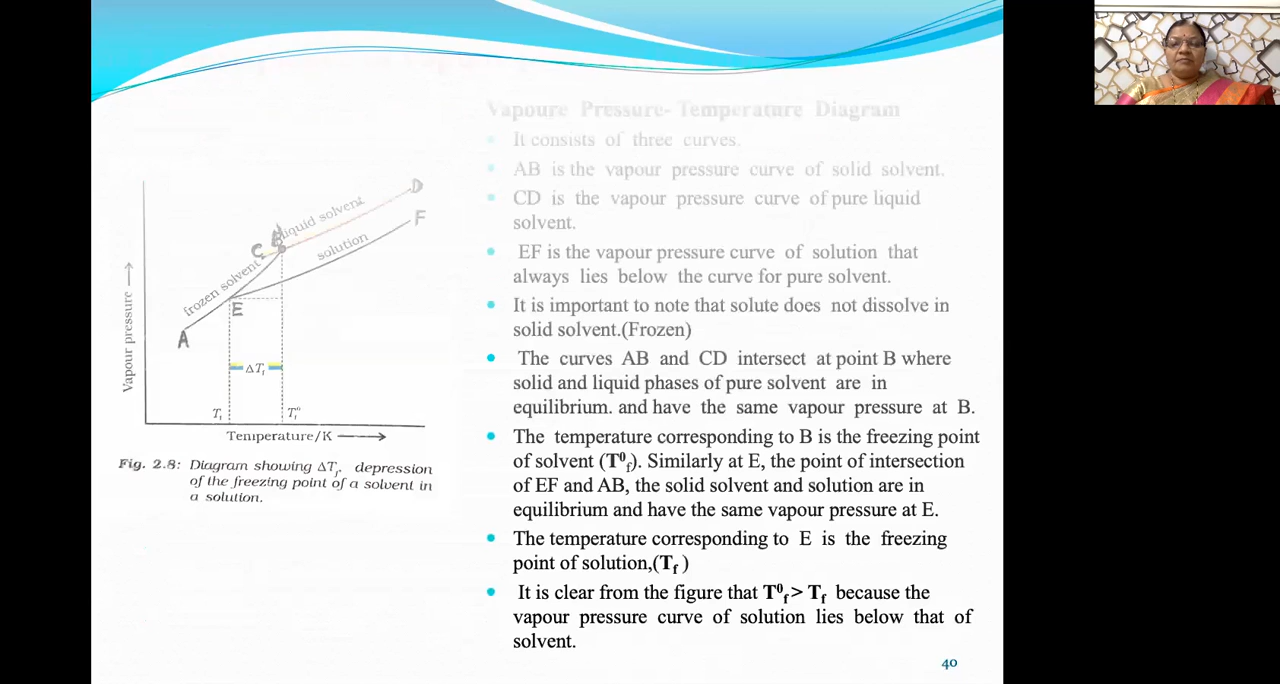 Vapoure Pressure- Temperature Diagram
• It consists of three curves.
• AB is the vapour pressure curve of solid solvent.
• CD is the vapour pressure curve of pure liquid
solvent.
• EF is the vapour pressure curve of solution that
always lies below the curve for pure solvent.
• It is important to note that solute does not dissolve in
solid solvent.(Frozen)
• The curves AB and CD intersect at point B where
solid and liquid phases of pure solvent are in
equilibrium. and have the same vapour pressure at B.
• The temperature corresponding to B is the freezing point
of solvent (T⁰f). Similarly at E, the point of intersection
of EF and AB, the solid solvent and solution are in
equilibrium and have the same vapour pressure at E.
• The temperature corresponding to E is the freezing
point of solution,(Tf )
• It is clear from the figure that T⁰f> Tf because the
vapour pressure curve of solution lies below that of
solvent.
D
F
liquid solvent
B
C
solution
frozen solvent
E
A
Vapour pressure →
ΔTf
Tf
Tf°
Temperature/K →
Fig. 2.8: Diagram showing ΔTf, depression
of the freezing point of a solvent in
a solution.
40